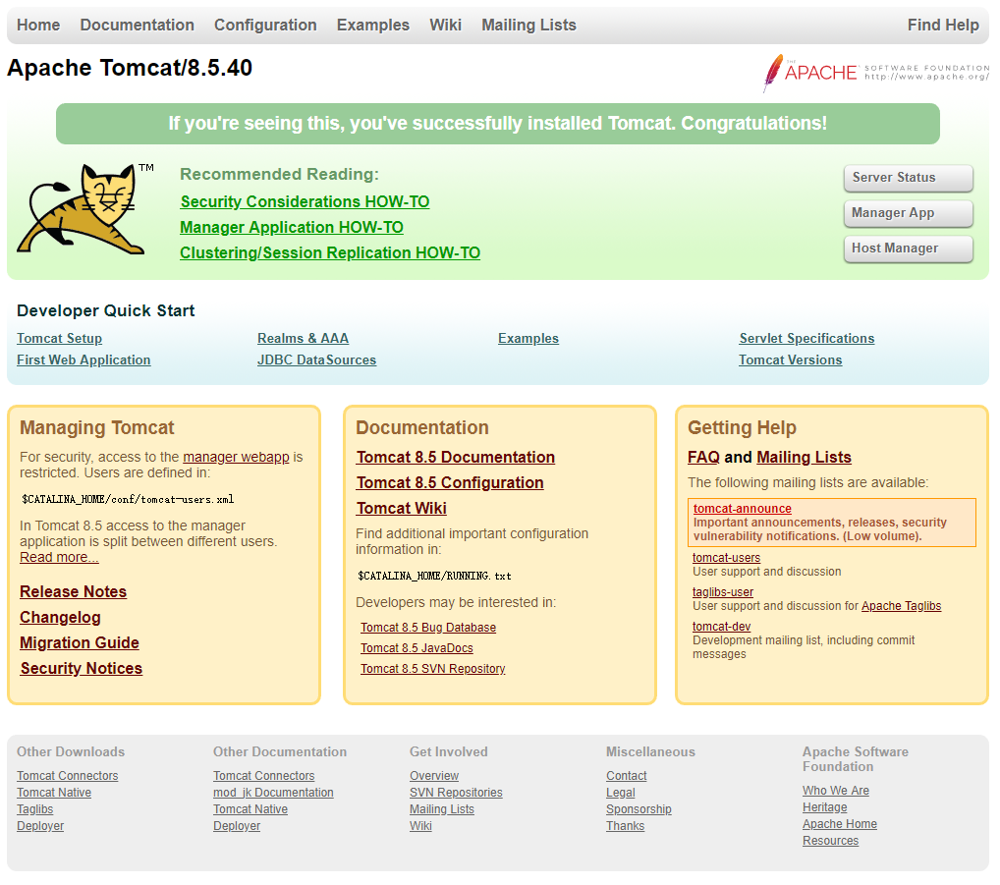 Home Documentation Configuration Examples Wiki Mailing Lists Find Help
Apache Tomcat/8.5.40
THE APACHE SOFTWARE FOUNDATION
http://www.apache.org/
If you're seeing this, you've successfully installed Tomcat. Congratulations!
TM
Recommended Reading:
Security Considerations HOW-TO
Manager Application HOW-TO
Clustering/Session Replication HOW-TO
Server Status
Manager App
Host Manager
Developer Quick Start
Tomcat Setup
First Web Application
Realms & AAA
JDBC DataSources
Examples
Servlet Specifications
Tomcat Versions
Managing Tomcat
For security, access to the manager webapp is
restricted. Users are defined in:
$CATALINA_HOME/conf/tomcat-users.xml
In Tomcat 8.5 access to the manager
application is split between different users.
Read more...
Release Notes
Changelog
Migration Guide
Security Notices
Documentation
Tomcat 8.5 Documentation
Tomcat 8.5 Configuration
Tomcat Wiki
Find additional important configuration
information in:
$CATALINA_HOME/RUNNING.txt
Developers may be interested in:
Tomcat 8.5 Bug Database
Tomcat 8.5 JavaDocs
Tomcat 8.5 SVN Repository
Getting Help
FAQ and Mailing Lists
The following mailing lists are available:
tomcat-announce
Important announcements, releases, security
vulnerability notifications. (Low volume).
tomcat-users
User support and discussion
taglibs-user
User support and discussion for Apache Taglibs
tomcat-dev
Development mailing list, including commit
messages
Other Downloads
Tomcat Connectors
Tomcat Native
Taglibs
Deployer
Other Documentation
Tomcat Connectors
mod_jk Documentation
Tomcat Native
Deployer
Get Involved
Overview
SVN Repositories
Mailing Lists
Wiki
Miscellaneous
Contact
Legal
Sponsorship
Thanks
Apache Software
Foundation
Who We Are
Heritage
Apache Home
Resources